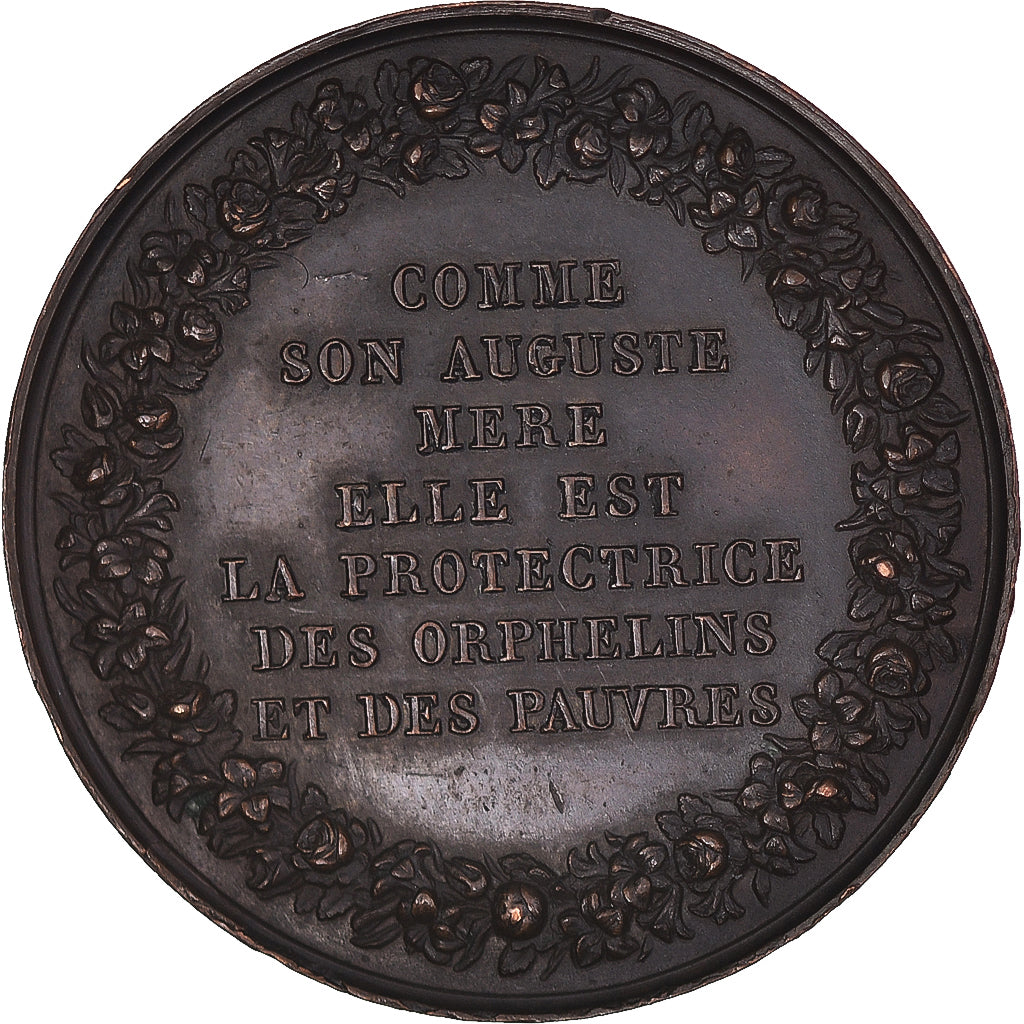 COMME
SON AUGUSTE
MERE
ELLE EST
LA PROTECTRICE
DES ORPHELINS
ET DES PAUVRES